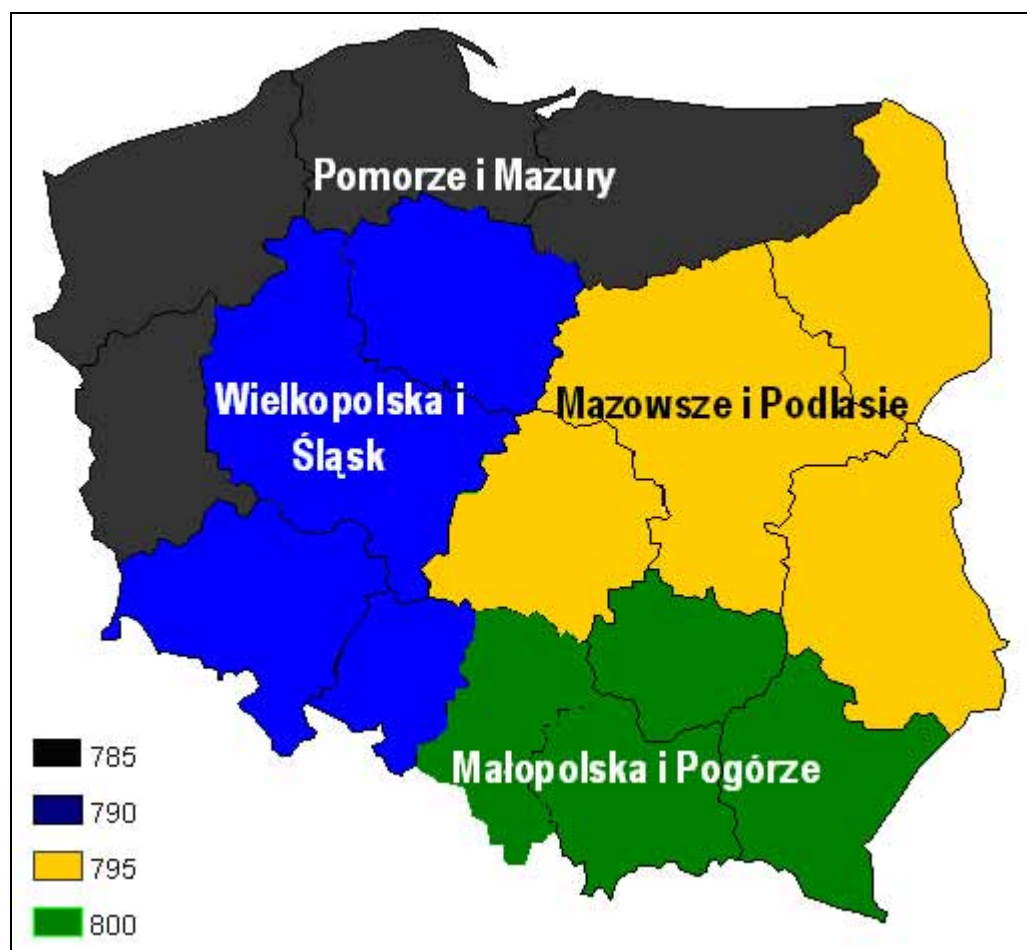 Pomorze i Mazury
Wielkopolska i
Śląsk
Mazowsze i Podlasie
Małopolska i Pogórze
785
790
795
800